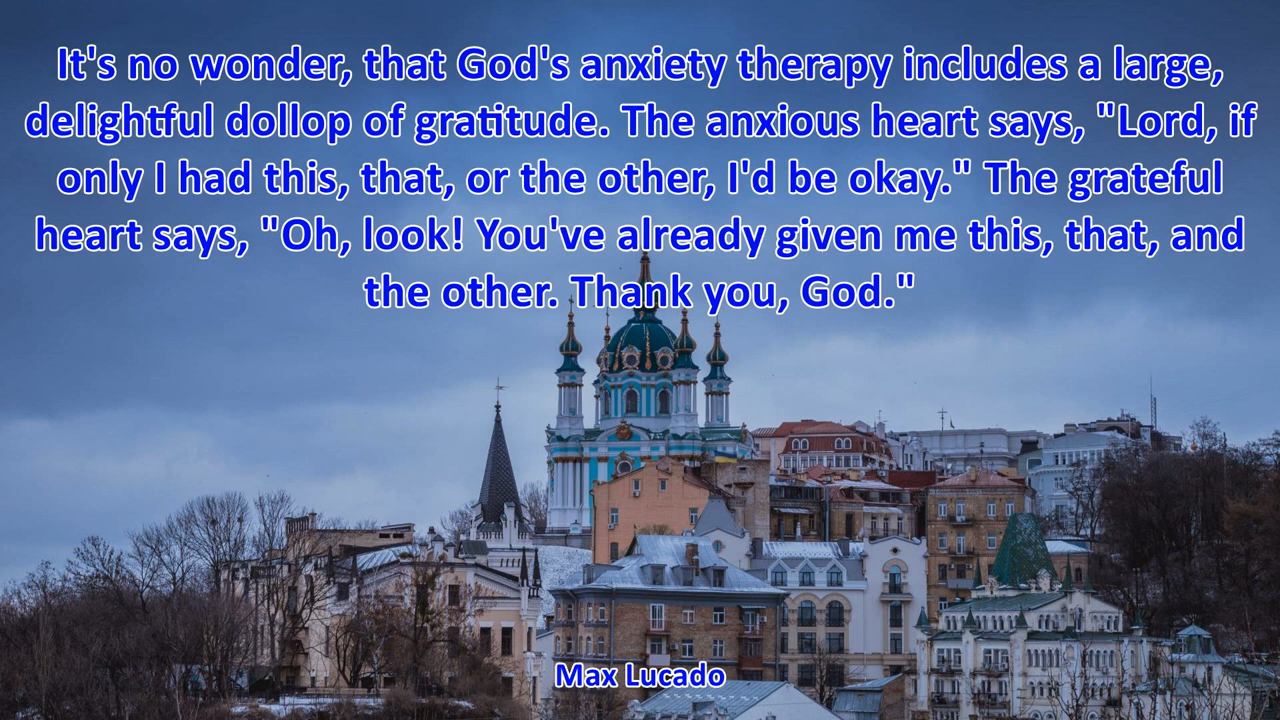 It's no wonder, that God's anxiety therapy includes a large,
delightful dollop of gratitude. The anxious heart says, "Lord, if
only I had this, that, or the other, I'd be okay." The grateful
heart says, "Oh, look! You've already given me this, that, and
the other. Thank you, God."
Max Lucado